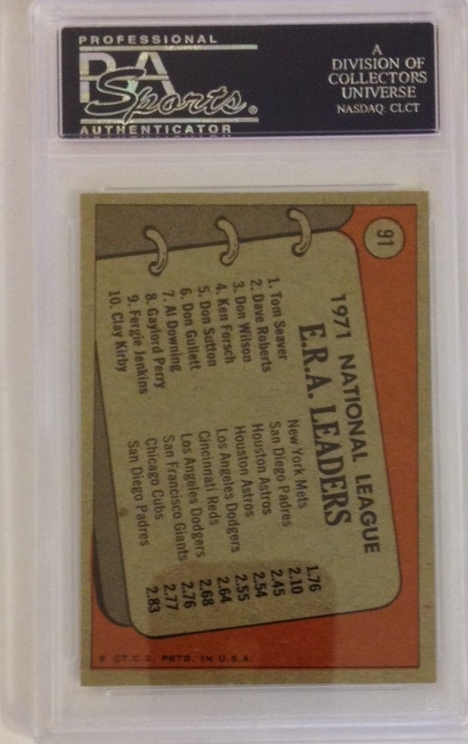 PROFESSIONAL
PSA
Sports®
AUTHENTICATOR
A
DIVISION OF
COLLECTORS
UNIVERSE
NASDAQ: CLCT
91
1971 NATIONAL LEAGUE
E.R.A. LEADERS
1. Tom Seaver New York Mets 1.76
2. Dave Roberts San Diego Padres 2.10
3. Don Wilson Houston Astros 2.45
4. Ken Forsch Houston Astros 2.54
5. Don Sutton Los Angeles Dodgers 2.55
6. Don Gullett Cincinnati Reds 2.64
7. Al Downing Los Angeles Dodgers 2.68
8. Gaylord Perry San Francisco Giants 2.76
9. Fergie Jenkins Chicago Cubs 2.77
10. Clay Kirby San Diego Padres 2.83
©T.C.G. PRTD. IN U.S.A.